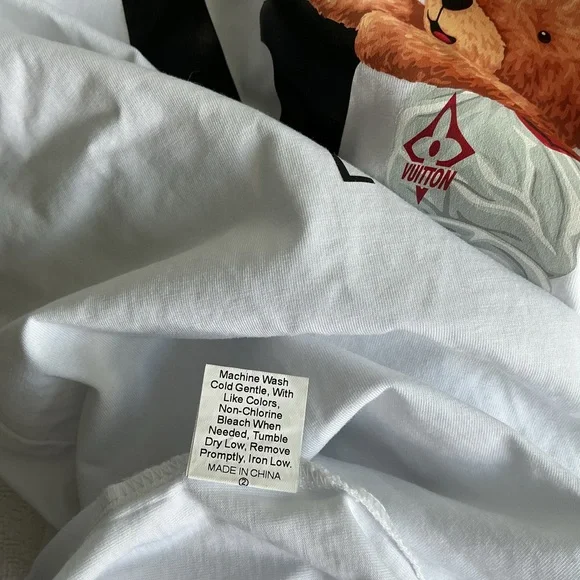 VUITTON
L
Machine Wash
Cold Gentle, With
Like Colors,
Non-Chlorine
Bleach When
Needed, Tumble
Dry Low, Remove
Promptly. Iron Low.
MADE IN CHINA
②